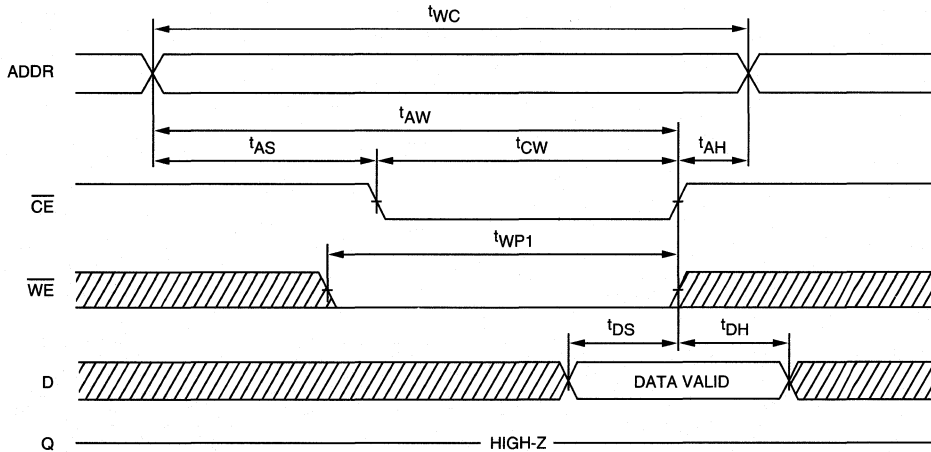 tWC
ADDR
tAW
tAS tCW tAH
CE
tWP1
WE
tDS tDH
D DATA VALID
Q HIGH-Z